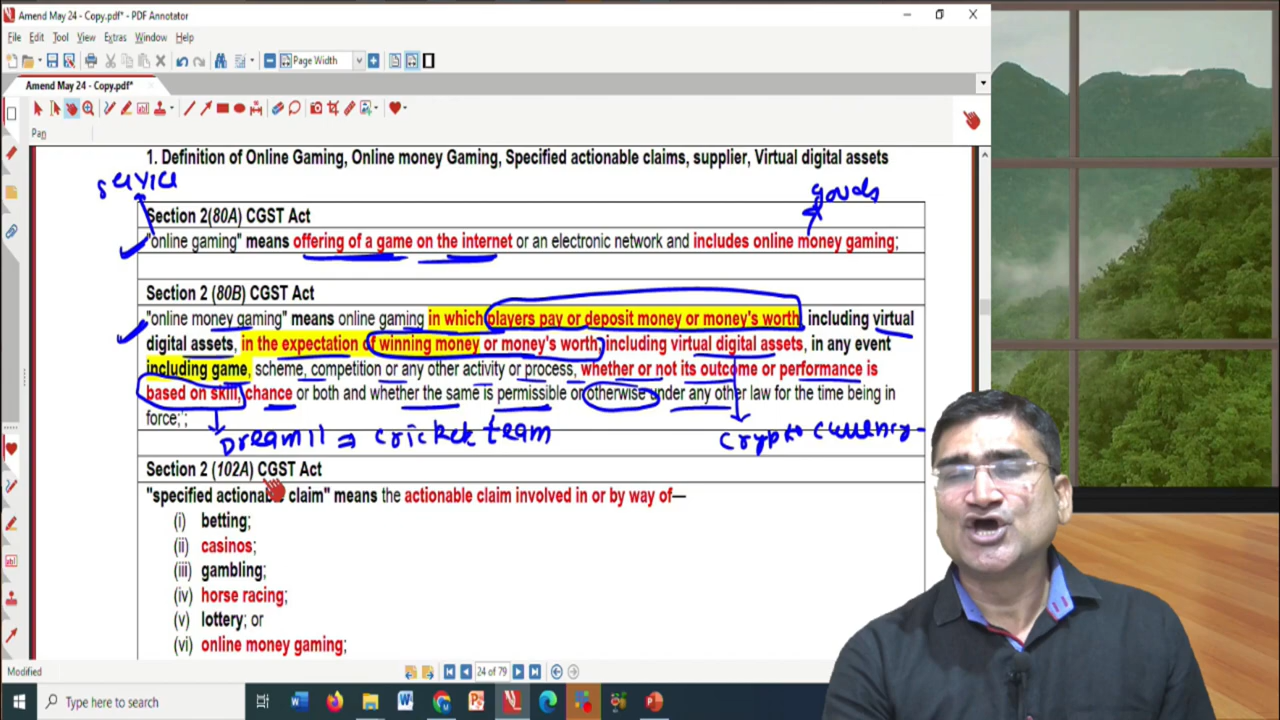 Amend May 24 - Copy.pdf* - PDF Annotator
File Edit Tool View Extras Window Help
Page Width
Amend May 24 - Copy.pdf*
Pan
1. Definition of Online Gaming, Online money Gaming, Specified actionable claims, supplier, Virtual digital assets
service
goods
Section 2(80A) CGST Act
"online gaming" means offering of a game on the internet or an electronic network and includes online money gaming;
Section 2 (80B) CGST Act
"online money gaming" means online gaming in which players pay or deposit money or money's worth, including virtual
digital assets, in the expectation of winning money or money's worth, including virtual digital assets, in any event
including game, scheme, competition or any other activity or process, whether or not its outcome or performance is
based on skill, chance or both and whether the same is permissible or otherwise under any other law for the time being in
force;';
Dream11 ⇒ cricket team
crypto currency
Section 2 (102A) CGST Act
"specified actionable claim" means the actionable claim involved in or by way of—
(i) betting;
(ii) casinos;
(iii) gambling;
(iv) horse racing;
(v) lottery; or
(vi) online money gaming;
Modified
24 of 79
Type here to search